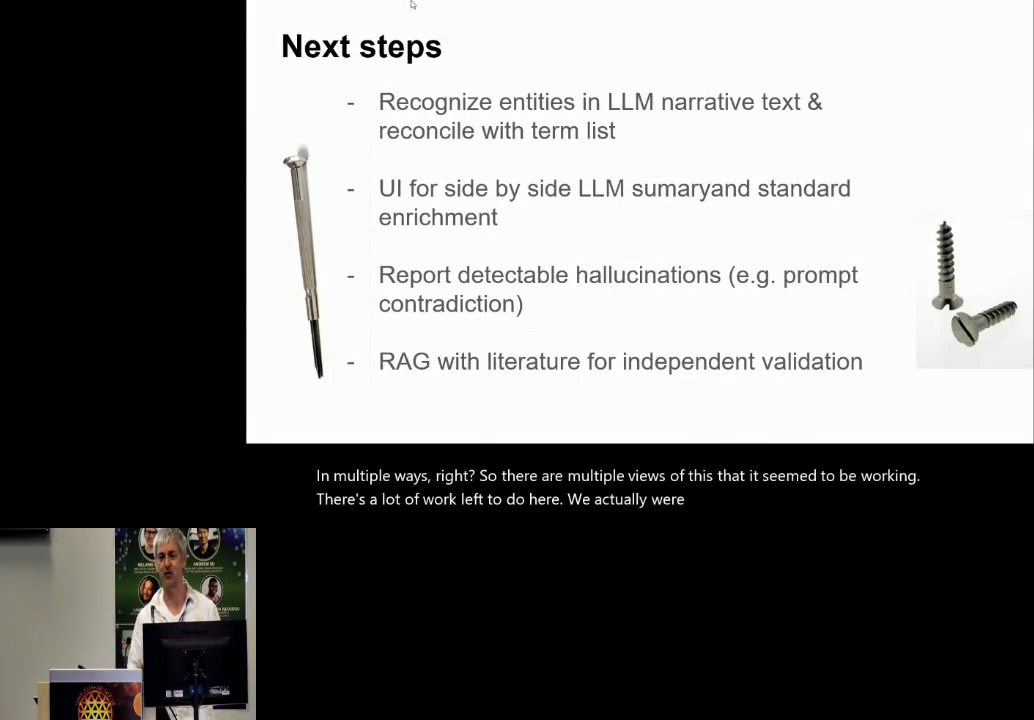 Next steps
- Recognize entities in LLM narrative text &
reconcile with term list
- UI for side by side LLM sumaryand standard
enrichment
- Report detectable hallucinations (e.g. prompt
contradiction)
- RAG with literature for independent validation
In multiple ways, right? So there are multiple views of this that it seemed to be working.
There's a lot of work left to do here. We actually were
ANDREW SU